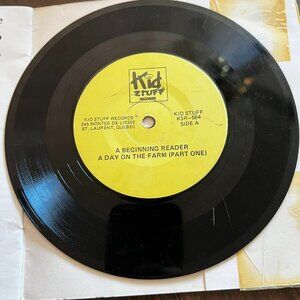 Kid
STUFF
RECORDS
KID STUFF RECORDS
245 MONTEE DE LIESSE
ST. LAURENT, QUEBEC
KID STUFF
KSR-584
SIDE A
A BEGINNING READER
A DAY ON THE FARM (PART ONE)